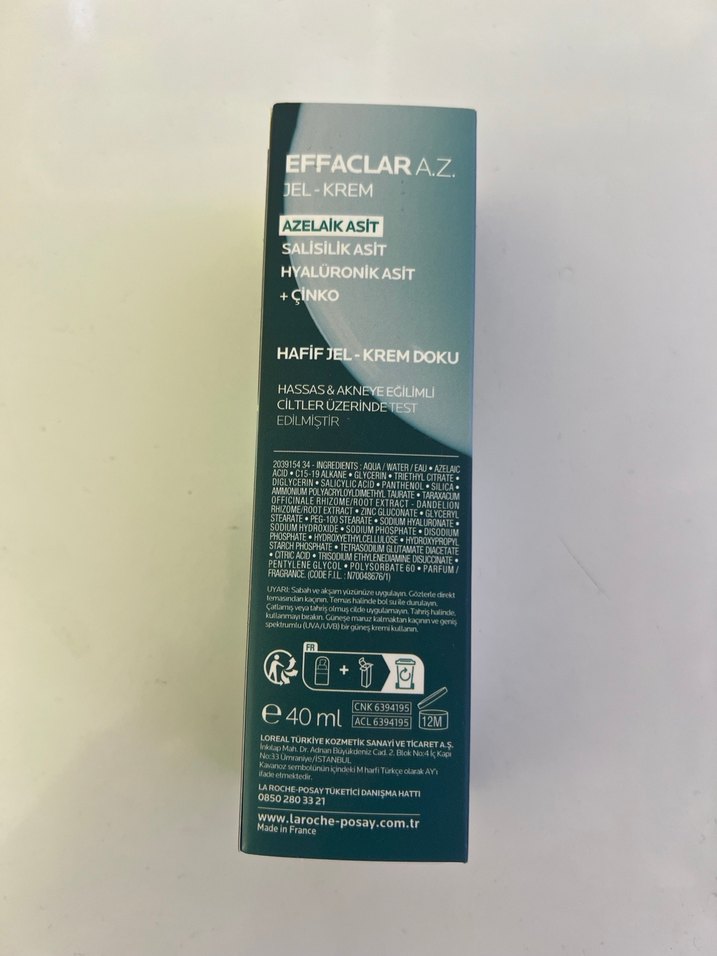 EFFACLAR A.Z.
JEL - KREM
AZELAİK ASİT
SALİSİLİK ASİT
HYALÜRONİK ASİT
+ ÇİNKO
HAFİF JEL - KREM DOKU
HASSAS & AKNEYE EĞİLİMLİ
CİLTLER ÜZERİNDE TEST
EDİLMİŞTİR
2039154 34 - INGREDIENTS : AQUA / WATER / EAU • AZELAIC
ACID • C15-19 ALKANE • GLYCERIN • TRIETHYL CITRATE •
DIGLYCERIN • SALICYLIC ACID • PANTHENOL • SILICA •
AMMONIUM POLYACRYLOYLDIMETHYL TAURATE • TARAXACUM
OFFICINALE RHIZOME/ROOT EXTRACT - DANDELION
RHIZOME/ROOT EXTRACT • ZINC GLUCONATE • GLYCERYL
STEARATE • PEG-100 STEARATE • SODIUM HYALURONATE •
SODIUM HYDROXIDE • SODIUM PHOSPHATE • DISODIUM
PHOSPHATE • HYDROXYETHYLCELLULOSE • HYDROXYPROPYL
STARCH PHOSPHATE • TETRASODIUM GLUTAMATE DIACETATE
• CITRIC ACID • TRISODIUM ETHYLENEDIAMINE DISUCCINATE •
PENTYLENE GLYCOL • POLYSORBATE 60 • PARFUM /
FRAGRANCE. (CODE F.I.L. : N70048676/1)
UYARI: Sabah ve akşam yüzünüze uygulayın. Gözlerle direkt
temasından kaçının. Temas halinde bol su ile durulayın.
Çatlamış veya tahriş olmuş cilde uygulamayın. Tahriş halinde,
kullanmayı bırakın. Güneşe maruz kalmaktan kaçının ve geniş
spektrumlu (UVA/UVB) bir güneş kremi kullanın.
FR
+
e 40 ml
CNK 6394195
ACL 6394195
12M
LOREAL TÜRKİYE KOZMETİK SANAYİ VE TİCARET A.Ş.
İnkılap Mah. Dr. Adnan Büyükdeniz Cad. 2. Blok No:4 İç Kapı
No:33 Ümraniye/İSTANBUL
Kavanoz sembolünün içindeki M harfi Türkçe olarak AY'ı
ifade etmektedir.
LA ROCHE-POSAY TÜKETİCİ DANIŞMA HATTI
0850 280 33 21
www.laroche-posay.com.tr
Made in France